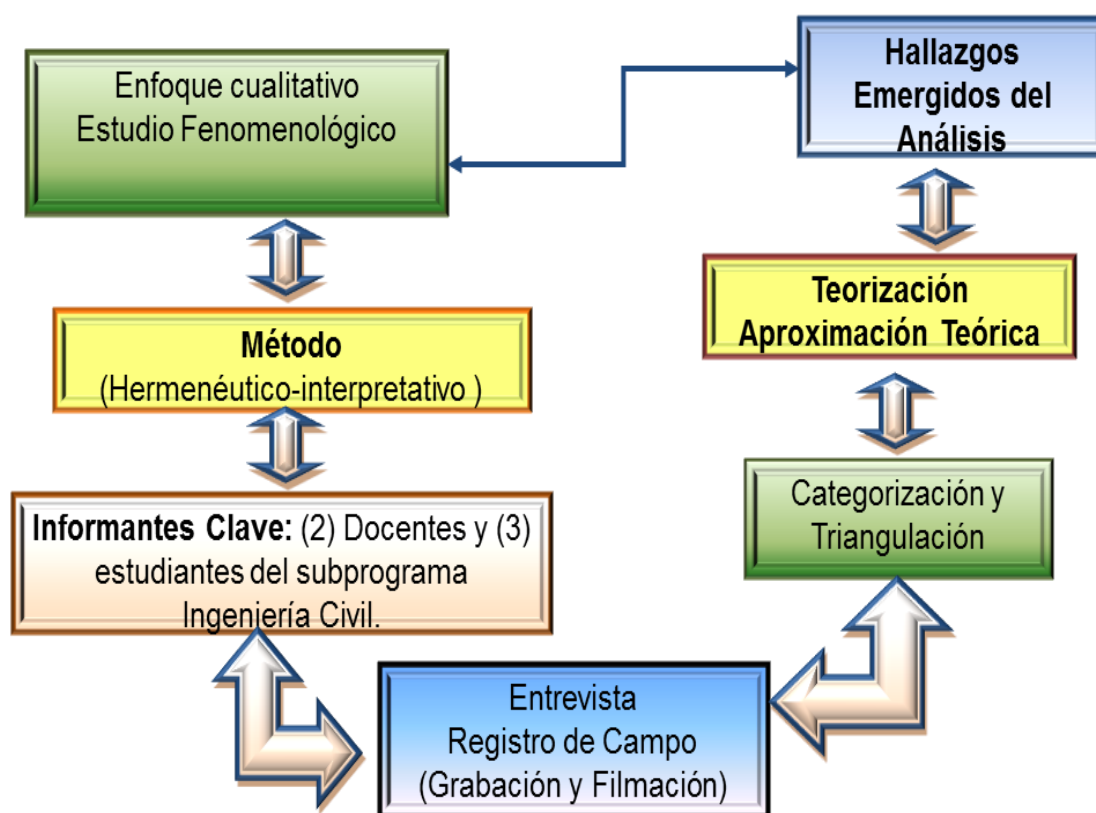 Enfoque cualitativo
Estudio Fenomenológico
Método
(Hermenéutico-interpretativo )
Informantes Clave: (2) Docentes y (3)
estudiantes del subprograma
Ingeniería Civil.
Entrevista
Registro de Campo
(Grabación y Filmación)
Categorización y
Triangulación
Teorización
Aproximación Teórica
Hallazgos
Emergidos del
Análisis